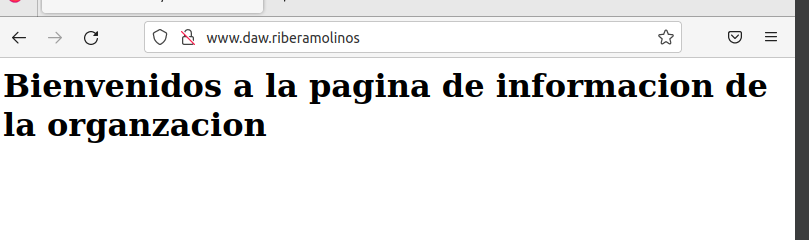 www.daw.riberamolinos
Bienvenidos a la pagina de informacion de
la organzacion